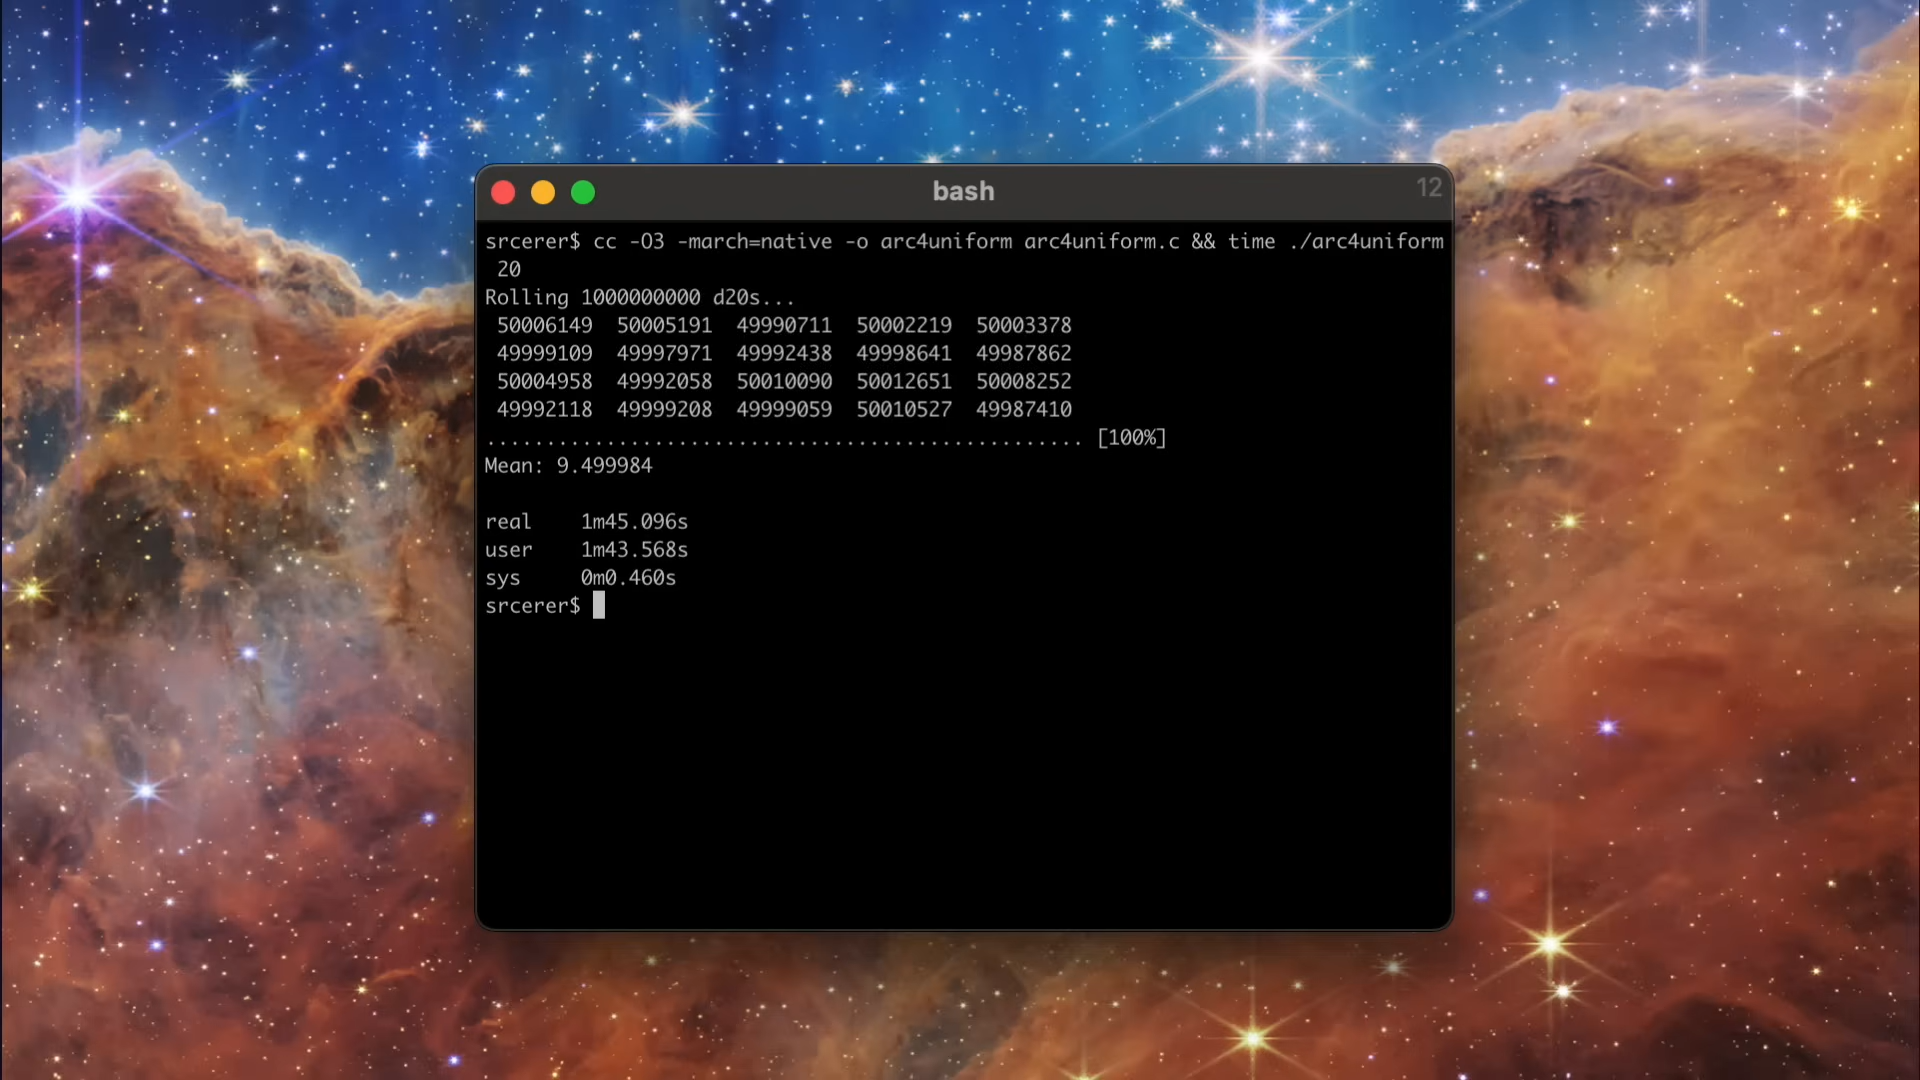 bash
12
srcerer$ cc -O3 -march=native -o arc4uniform arc4uniform.c && time ./arc4uniform
20
Rolling 1000000000 d20s...
50006149 50005191 49990711 50002219 50003378
49999109 49997971 49992438 49998641 49987862
50004958 49992058 50010090 50012651 50008252
49992118 49999208 49999059 50010527 49987410
.................................................. [100%]
Mean: 9.499984
real 1m45.096s
user 1m43.568s
sys 0m0.460s
srcerer$